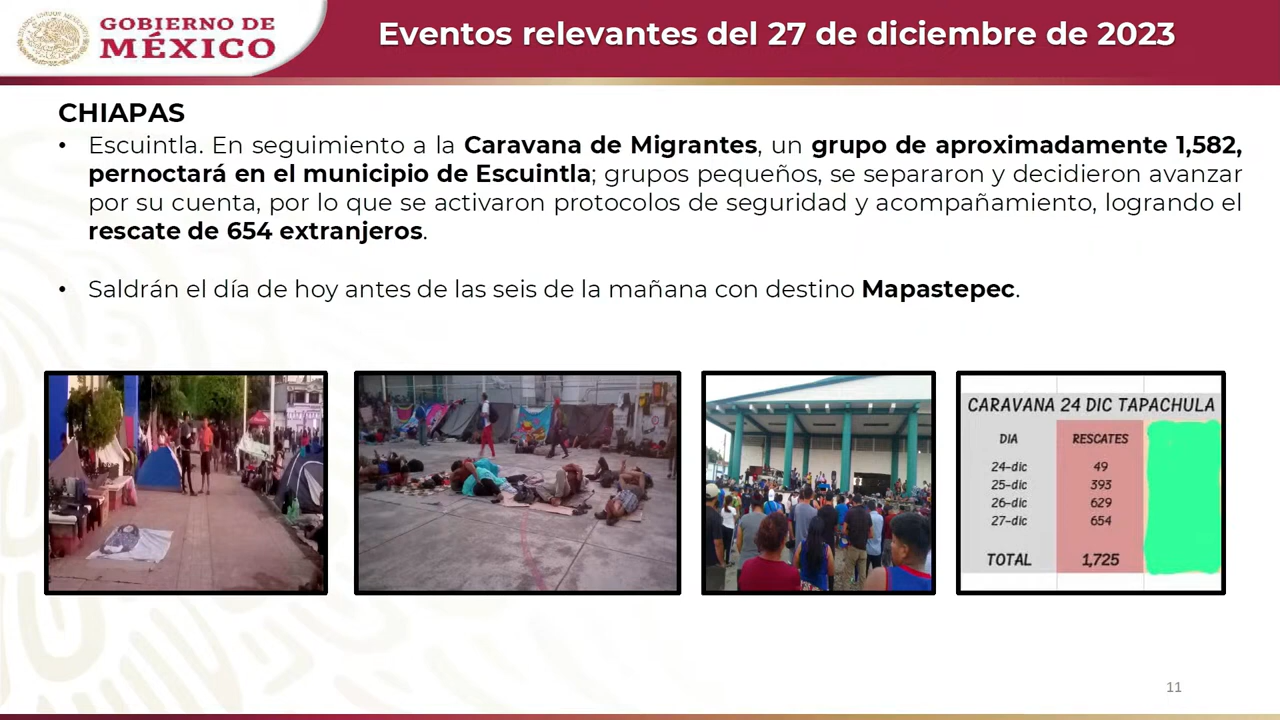 GOBIERNO DE
MÉXICO
Eventos relevantes del 27 de diciembre de 2023
CHIAPAS
• Escuintla. En seguimiento a la Caravana de Migrantes, un grupo de aproximadamente 1,582,
pernoctará en el municipio de Escuintla; grupos pequeños, se separaron y decidieron avanzar
por su cuenta, por lo que se activaron protocolos de seguridad y acompañamiento, logrando el
rescate de 654 extranjeros.
• Saldrán el día de hoy antes de las seis de la mañana con destino Mapastepec.
CARAVANA 24 DIC TAPACHULA
DIA RESCATES
24-dic 49
25-dic 393
26-dic 629
27-dic 654
TOTAL 1,725
11